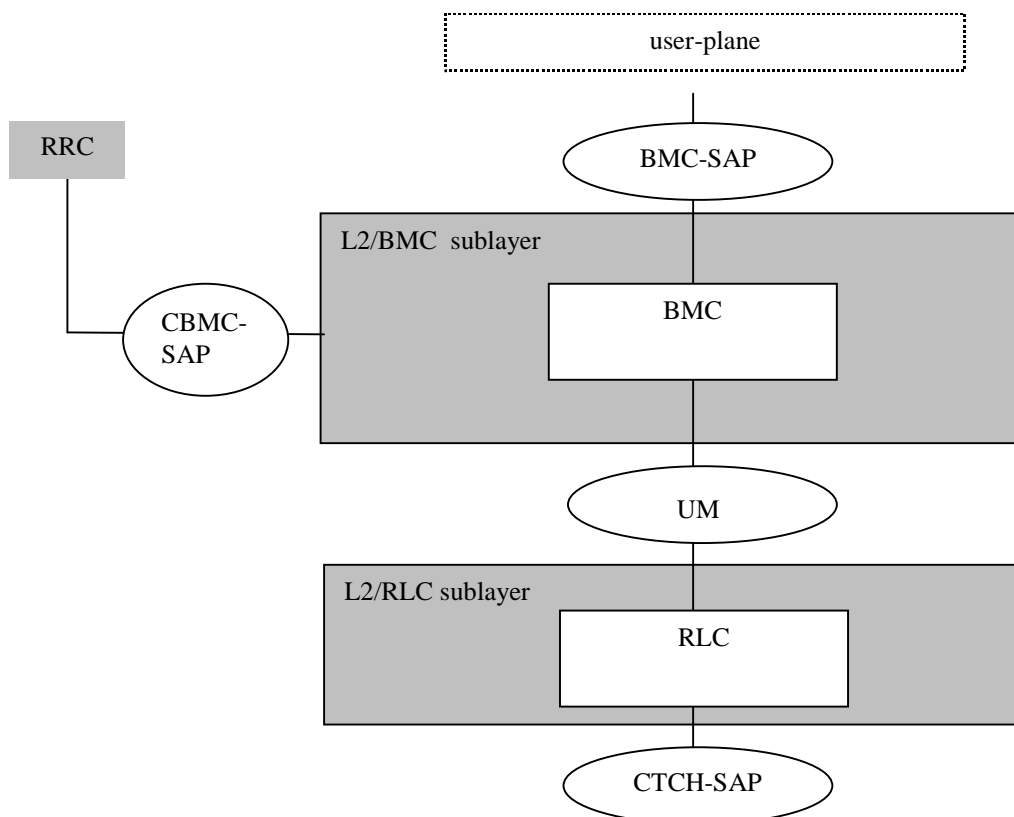 user-plane
RRC
BMC-SAP
L2/BMC  sublayer
BMC
CBMC-
SAP
UM
L2/RLC sublayer
RLC
CTCH-SAP